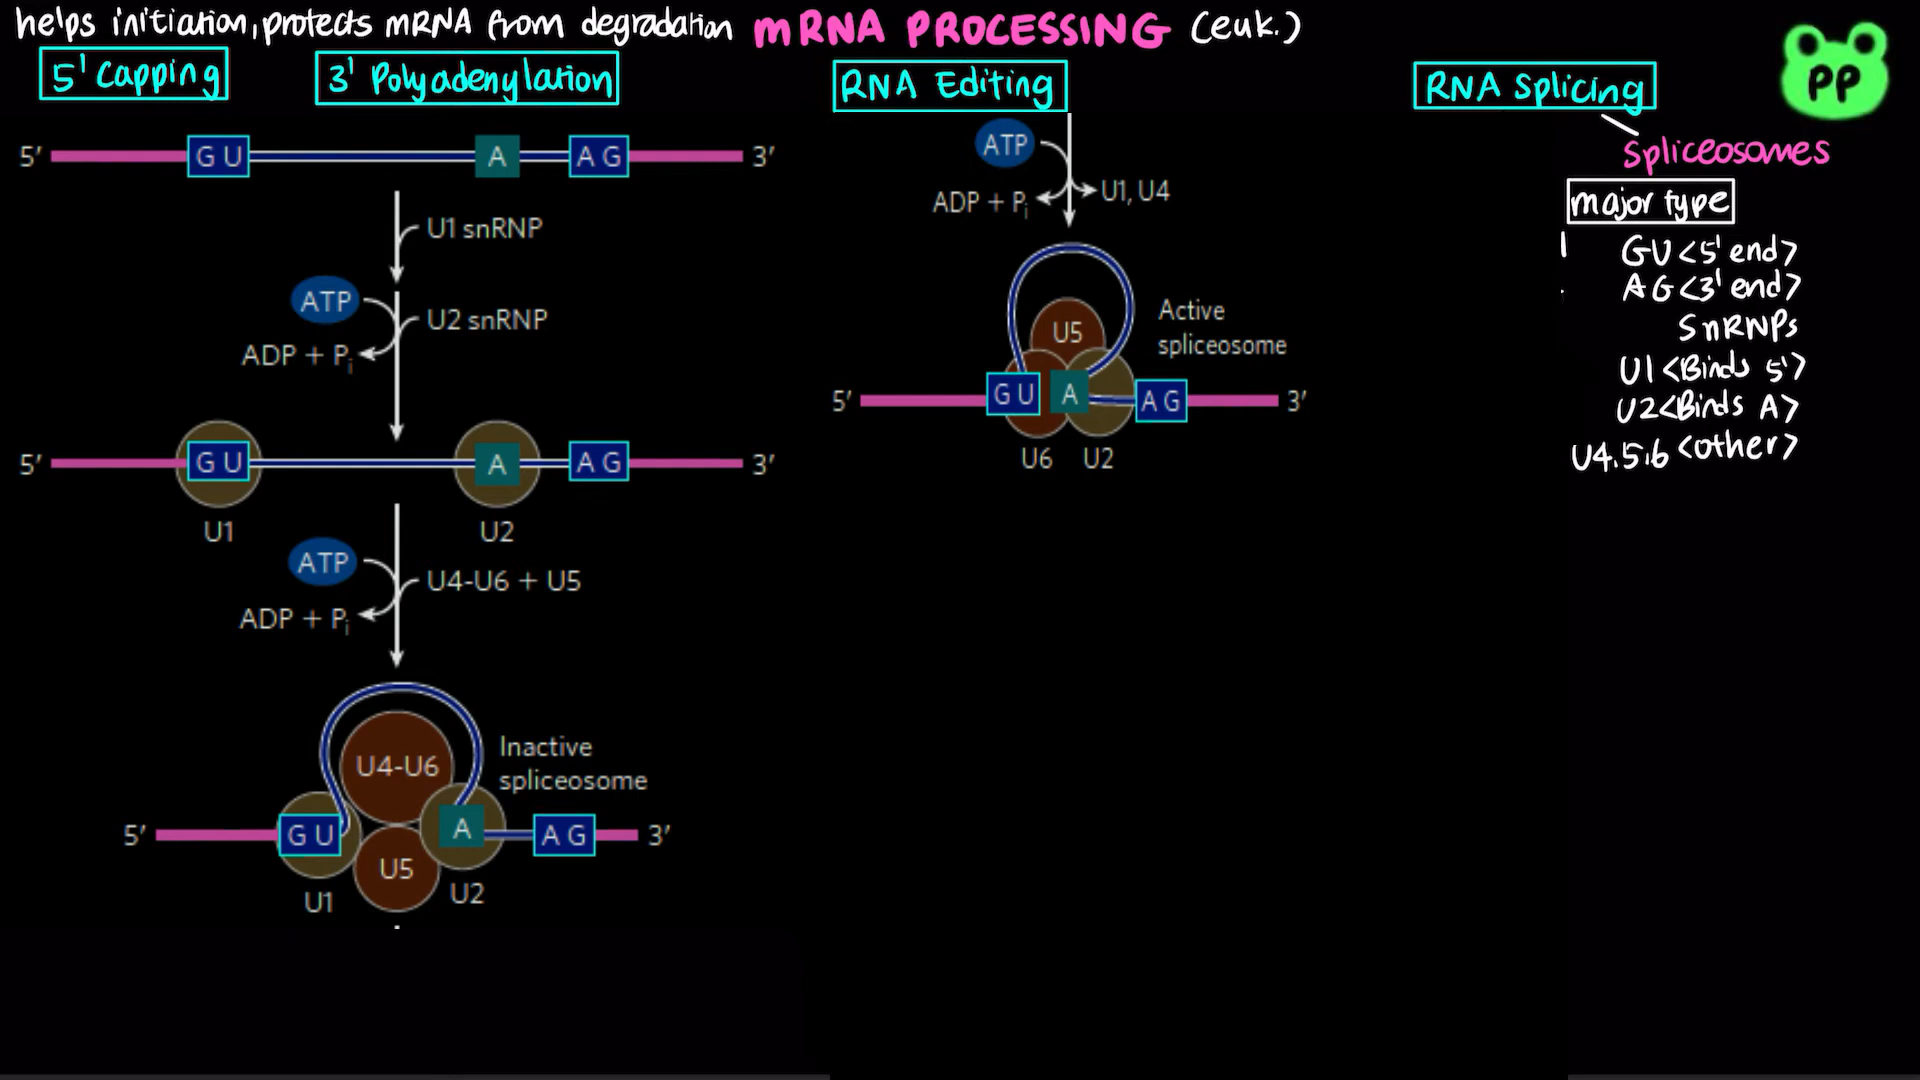 helps initiation, protects mRNA from degradation mRNA PROCESSING (euk.)
5' Capping
3' Polyadenylation
RNA Editing
RNA Splicing
PP
Spliceosomes
major type
GU <5' end>
AG <3' end>
SnRNPs
U1 <Binds 5'>
U2 <Binds A>
U4.5.6 <other>
5' GU A AG 3'
U1 snRNP
ATP
U2 snRNP
ADP + Pi
5' GU A AG 3'
U1 U2
ATP
U4-U6 + U5
ADP + Pi
U4-U6
Inactive
spliceosome
5' GU A AG 3'
U5
U1 U2
ATP
ADP + Pi U1, U4
Active
spliceosome
U5
5' GU A AG 3'
U6 U2